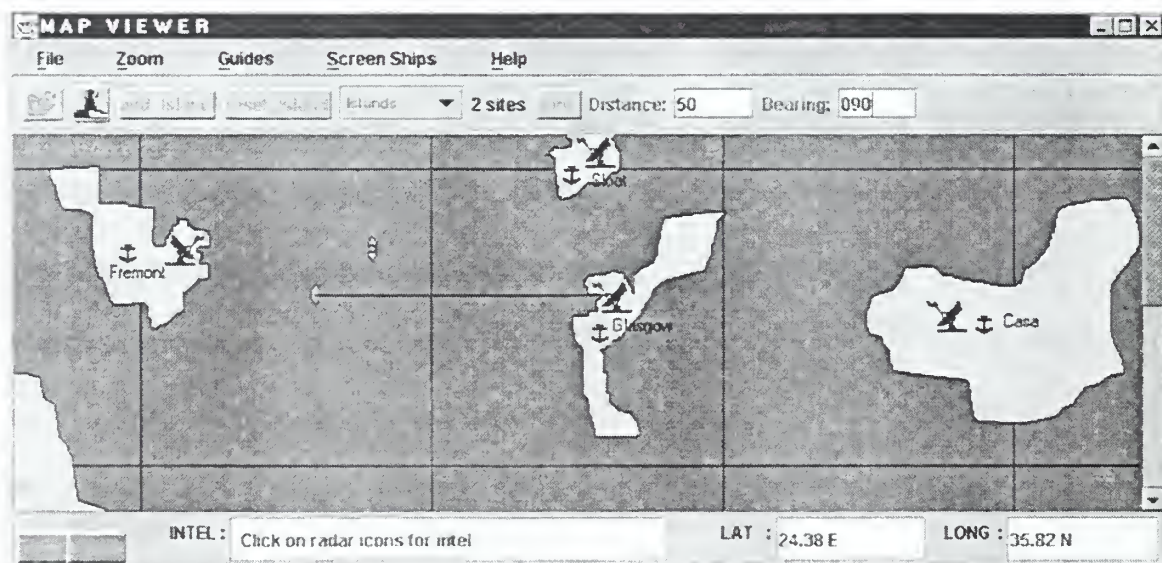 MAP VIEWER
File Zoom Guides Screen Ships Help
Islands 2 sites Distance: 50 Bearing: 090
Sloat
Fremont
Glasgow
Casa
INTEL : Click on radar icons for intel LAT : 24.38 E LONG : 35.82 N